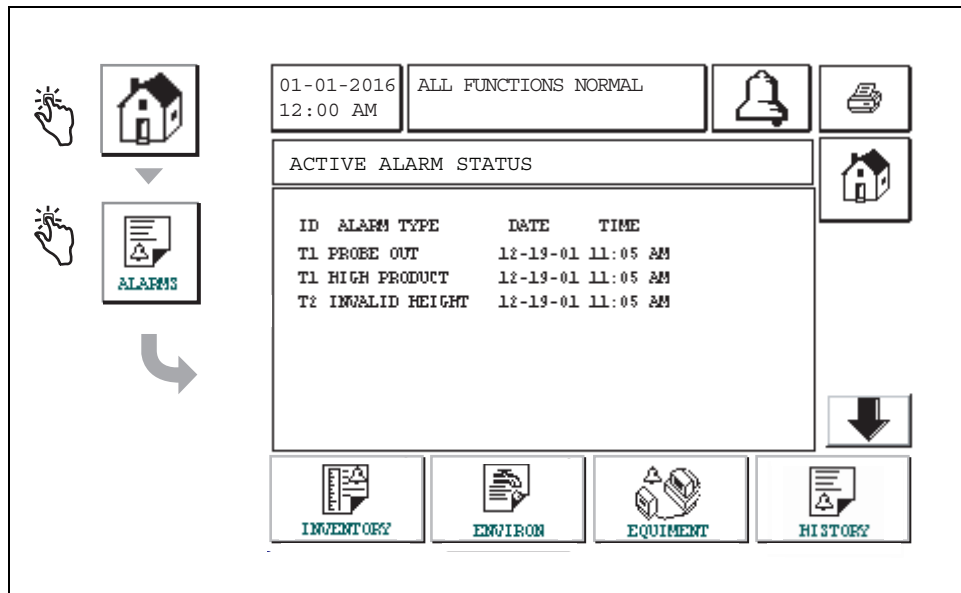 01-01-2016
12:00 AM
ALL FUNCTIONS NORMAL
ACTIVE ALARM STATUS
ID ALARM TYPE DATE TIME
T1 PROBE OUT 12-19-01 11:05 AM
T1 HIGH PRODUCT 12-19-01 11:05 AM
T2 INVALID HEIGHT 12-19-01 11:05 AM
ALARMS
INVENTORY
ENVIRON
EQUIMENT
HISTORY